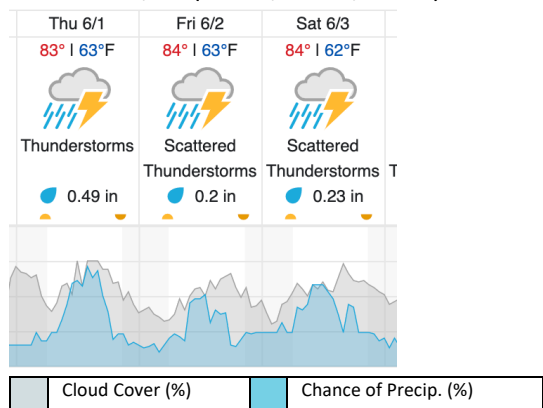 Thu 6/1 Fri 6/2 Sat 6/3
83° | 63°F 84° | 63°F 84° | 62°F
Thunderstorms Scattered Scattered
Thunderstorms Thunderstorms T
0.49 in 0.2 in 0.23 in
Cloud Cover (%) Chance of Precip. (%)